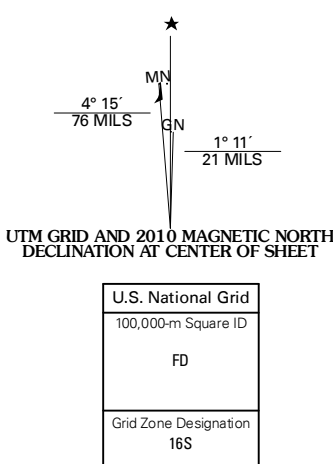 ★
MN
4° 15´
76 MILS
GN
1° 11´
21 MILS
UTM GRID AND 2010 MAGNETIC NORTH
DECLINATION AT CENTER OF SHEET
U.S. National Grid
100,000-m Square ID
FD
Grid Zone Designation
16S